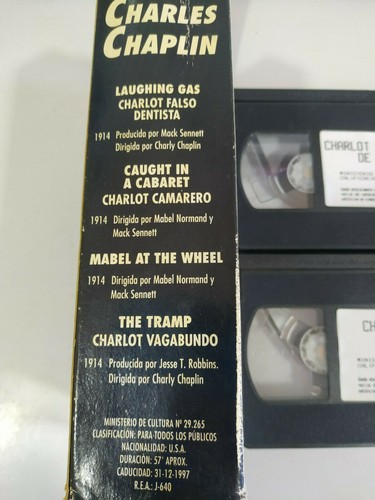 CHARLES
CHAPLIN
LAUGHING GAS
CHARLOT FALSO
DENTISTA
1914 Producida por Mack Sennett
Dirigida por Charly Chaplin
CAUGHT IN
A CABARET
CHARLOT CAMARERO
1914 Dirigida por Mabel Normand y
Mack Sennett
MABEL AT THE WHEEL
1914 Dirigida por Mabel Normand y
Mack Sennett
THE TRAMP
CHARLOT VAGABUNDO
1914 Producida por Jesse T. Robbins.
Dirigida por Charly Chaplin
MINISTERIO DE CULTURA Nº 29.265
CLASIFICACIÓN: PARA TODOS LOS PÚBLICOS
NACIONALIDAD: U.S.A.
DURACIÓN: 57' APROX.
CADUCIDAD: 31-12-1997
R.E.A.: J-640
CHARLOT
DE
CH